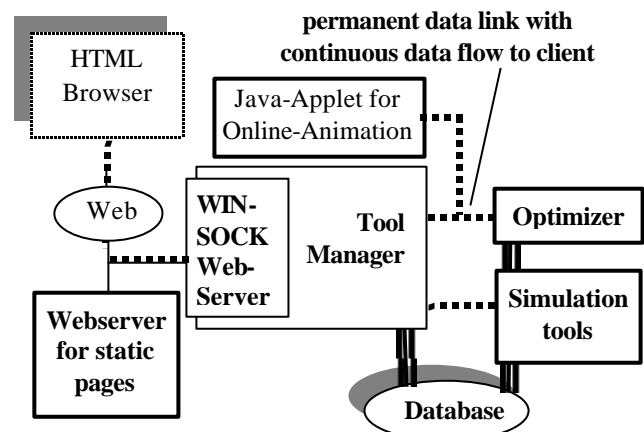 permanent data link with
continuous data flow to client
HTML
Browser
Java-Applet for
Online-Animation
Web
WIN-
SOCK
Web-
Server
Tool
Manager
Optimizer
Simulation
tools
Webserver
for static
pages
Database